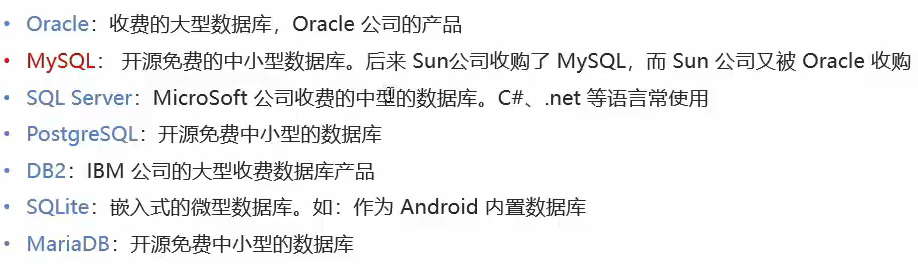 • Oracle：收费的大型数据库，Oracle 公司的产品
• MySQL： 开源免费的中小型数据库。后来 Sun公司收购了 MySQL，而 Sun 公司又被 Oracle 收购
• SQL Server：MicroSoft 公司收费的中型的数据库。C#、.net 等语言常使用
• PostgreSQL：开源免费中小型的数据库
• DB2：IBM 公司的大型收费数据库产品
• SQLite：嵌入式的微型数据库。如：作为 Android 内置数据库
• MariaDB：开源免费中小型的数据库